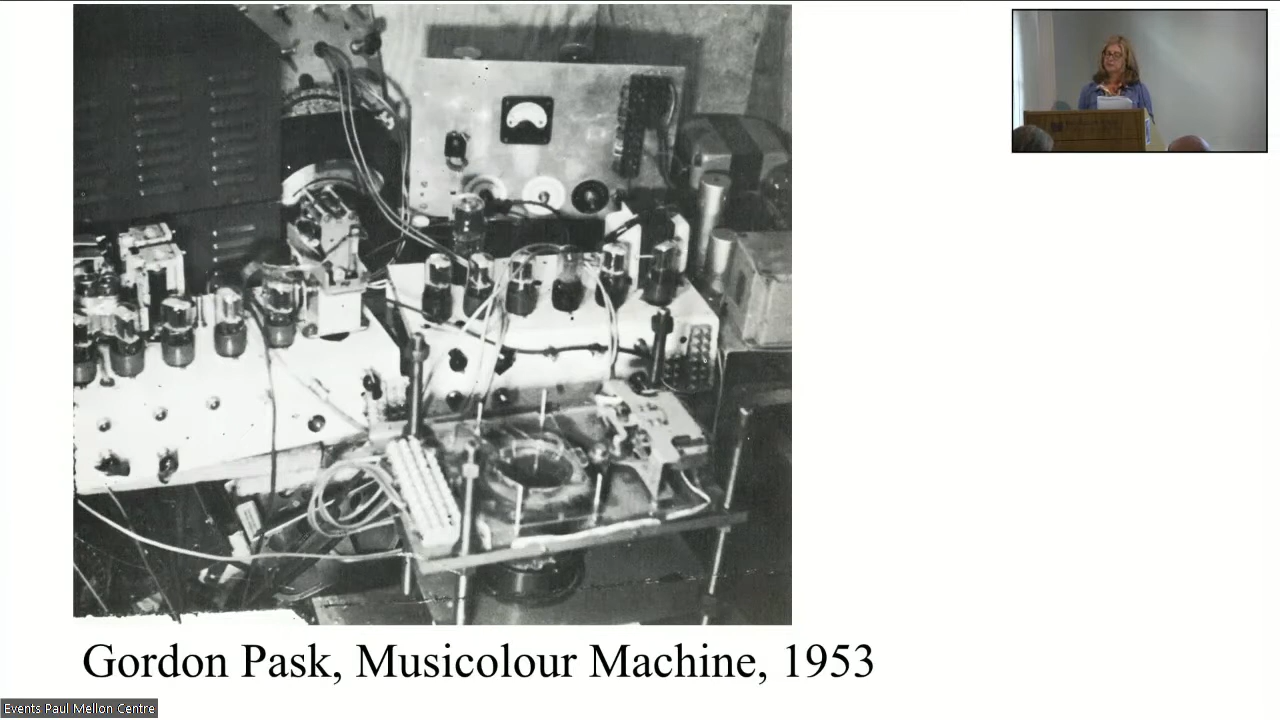 Gordon Pask, Musicolour Machine, 1953
Events Paul Mellon Centre